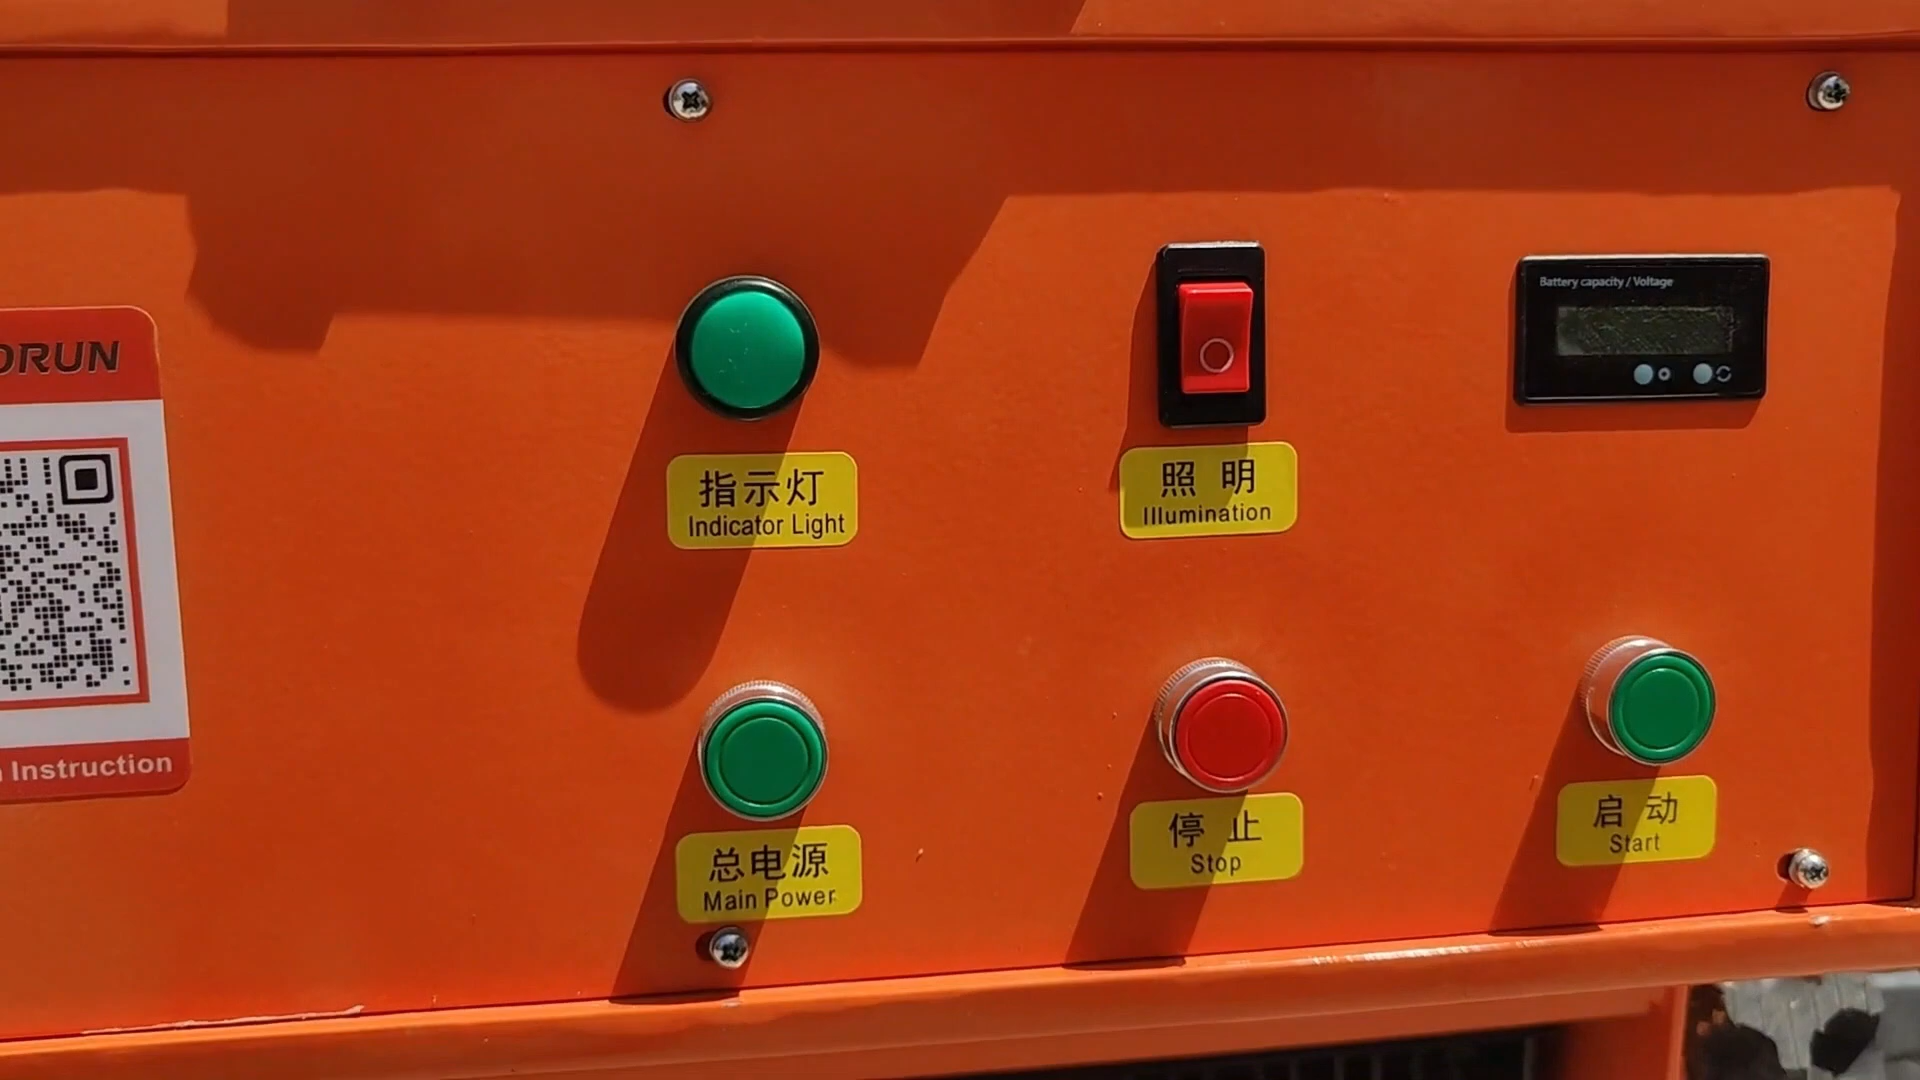 DRUN
Instruction
指示灯
Indicator Light
照明
Illumination
Battery capacity / Voltage
总电源
Main Power
停止
Stop
启动
Start